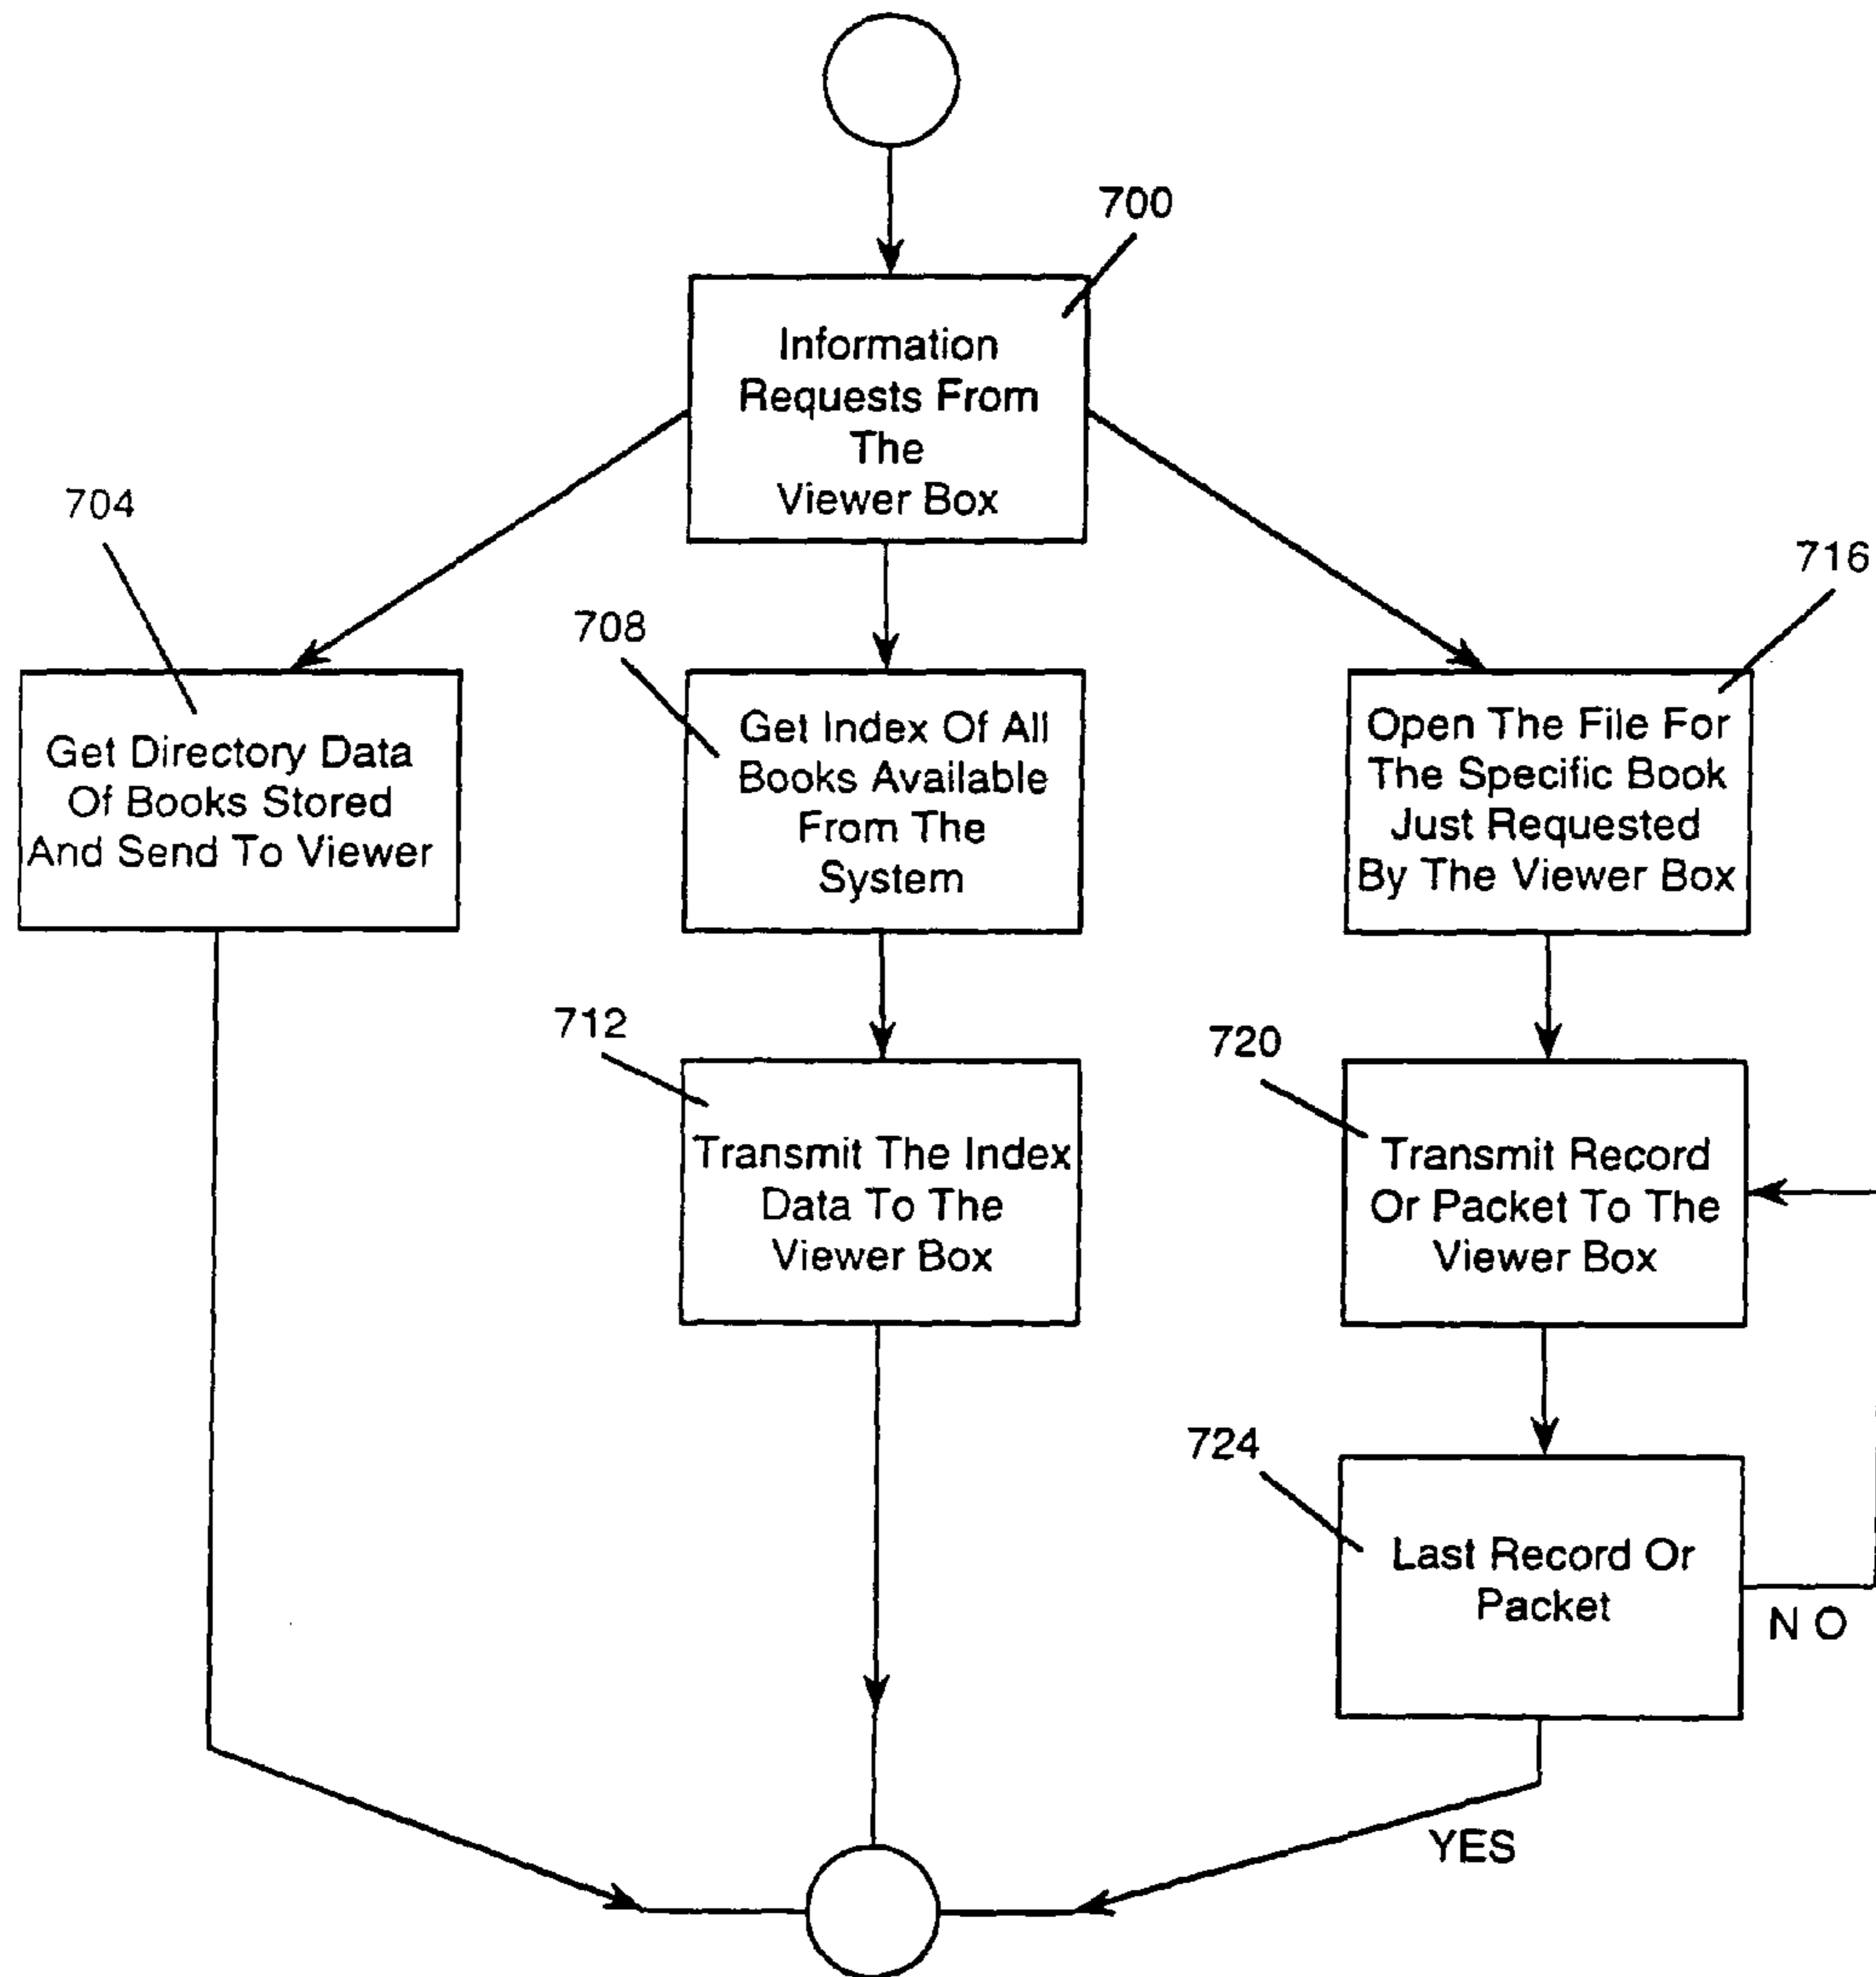 700
Information
Requests From
The
Viewer Box
704
Get Directory Data
Of Books Stored
And Send To Viewer
708
Get Index Of All
Books Available
From The
System
716
Open The File For
The Specific Book
Just Requested
By The Viewer Box
712
Transmit The Index
Data To The
Viewer Box
720
Transmit Record
Or Packet To The
Viewer Box
724
Last Record Or
Packet
N O
YES